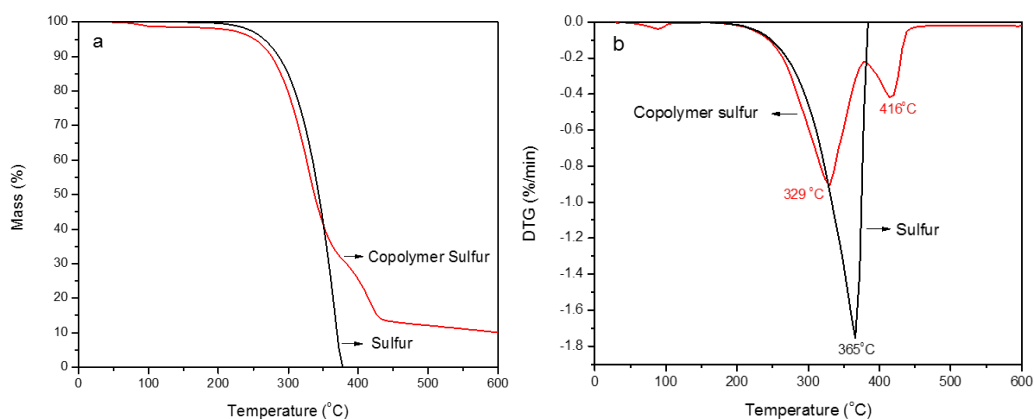 a
100
90
80
70
60
50
40
30
20
10
0
Mass (%)
Copolymer Sulfur
Sulfur
0
100
200
300
400
500
600
Temperature (°C)
b
0.0
-0.2
-0.4
-0.6
-0.8
-1.0
-1.2
-1.4
-1.6
-1.8
DTG (%/min)
Copolymer sulfur
416°C
329 °C
Sulfur
365°C
0
100
200
300
400
500
600
Temperature (°C)